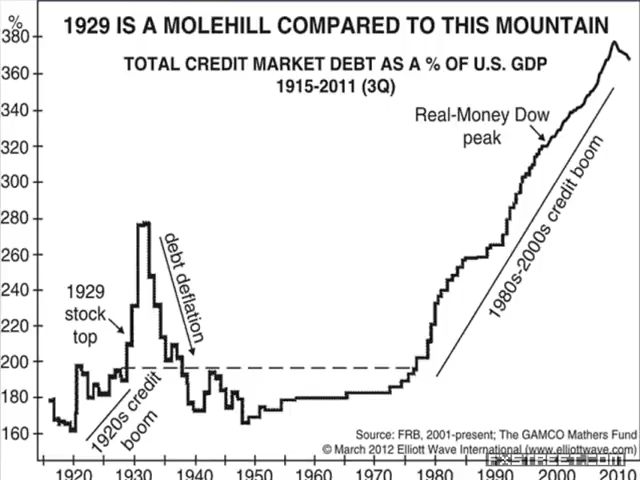 1929 IS A MOLEHILL COMPARED TO THIS MOUNTAIN
TOTAL CREDIT MARKET DEBT AS A % OF U.S. GDP
1915-2011 (3Q)
%
380
360
340
320
300
280
260
240
220
200
180
160
Real-Money Dow
peak
1929
stock
top
debt deflation
1920s credit
boom
1980s-2000s credit boom
Source: FRB, 2001-present; The GAMCO Mathers Fund
© March 2012 Elliott Wave International (www.elliottwave.com)
1920 1930 1940 1950 1960 1970 1980 1990 2000 2010